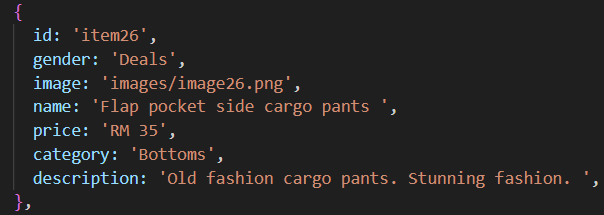 {
id: 'item26',
gender: 'Deals',
image: 'images/image26.png',
name: 'Flap pocket side cargo pants ',
price: 'RM 35',
category: 'Bottoms',
description: 'Old fashion cargo pants. Stunning fashion. ',
},